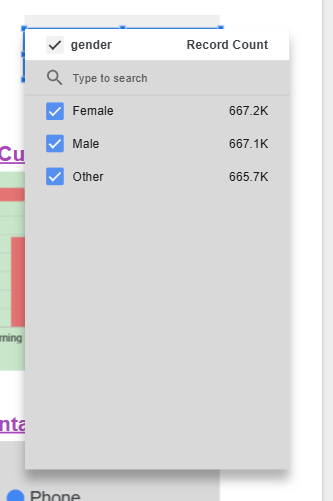 gender Record Count
Type to search
Female 667.2K
Male 667.1K
Other 665.7K
Cu
rning
nta
Phone